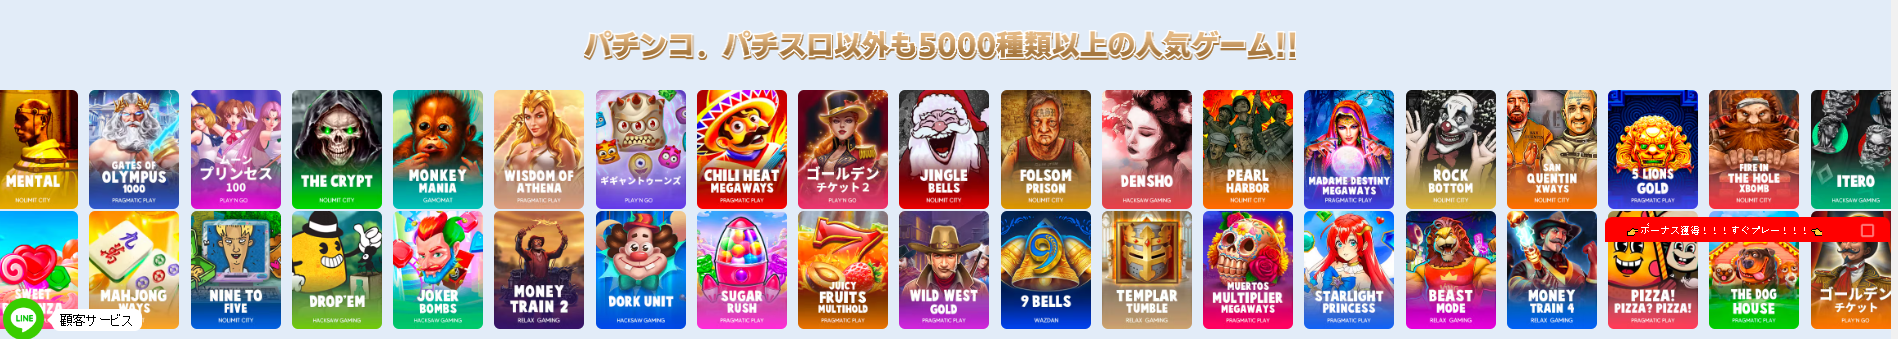 パチンコ．パチスロ以外も5000種類以上の人気ゲーム!!
MENTAL
NOLIMIT CITY
GATES OF
OLYMPUS
1000
PRAGMATIC PLAY
ムーン
プリンセス
100
PLAY'N GO
THE CRYPT
NOLIMIT CITY
MONKEY
MANIA
GAMOMAT
WISDOM OF
ATHENA
PRAGMATIC PLAY
ギギャントゥーンズ
PLAY'N GO
CHILI HEAT
MEGAWAYS
PRAGMATIC PLAY
ゴールデン
チケット2
PLAY'N GO
JINGLE
BELLS
NOLIMIT CITY
FOLSOM
PRISON
NOLIMIT CITY
DENSHO
HACKSAW GAMING
PEARL
HARBOR
NOLIMIT CITY
MADAME DESTINY
MEGAWAYS
PRAGMATIC PLAY
ROCK
BOTTOM
NOLIMIT CITY
SAN
QUENTIN
XWAYS
NOLIMIT CITY
5 LIONS
GOLD
PRAGMATIC PLAY
FIRE IN
THE HOLE
XBOMB
NOLIMIT CITY
ITERO
HACKSAW GAMING
SWEET
MAHJONG
WAYS
NINE TO
FIVE
NOLIMIT CITY
DROP'EM
HACKSAW GAMING
JOKER
BOMBS
HACKSAW GAMING
MONEY
TRAIN 2
RELAX GAMING
DORK UNIT
HACKSAW GAMING
SUGAR
RUSH
PRAGMATIC PLAY
JUICY
FRUITS
MULTIHOLD
PRAGMATIC PLAY
WILD WEST
GOLD
PRAGMATIC PLAY
9 BELLS
WAZDAN
TEMPLAR
TUMBLE
RELAX GAMING
MUERTOS
MULTIPLIER
MEGAWAYS
PRAGMATIC PLAY
STARLIGHT
PRINCESS
PRAGMATIC PLAY
BEAST
MODE
RELAX GAMING
MONEY
TRAIN 4
RELAX GAMING
PIZZA!
PIZZA? PIZZA!
PRAGMATIC PLAY
THE DOG
HOUSE
PRAGMATIC PLAY
ゴールデン
チケット
PLAY'N GO
👉ボーナス獲得！！！すぐプレー！！！👈
LINE
顧客サービス